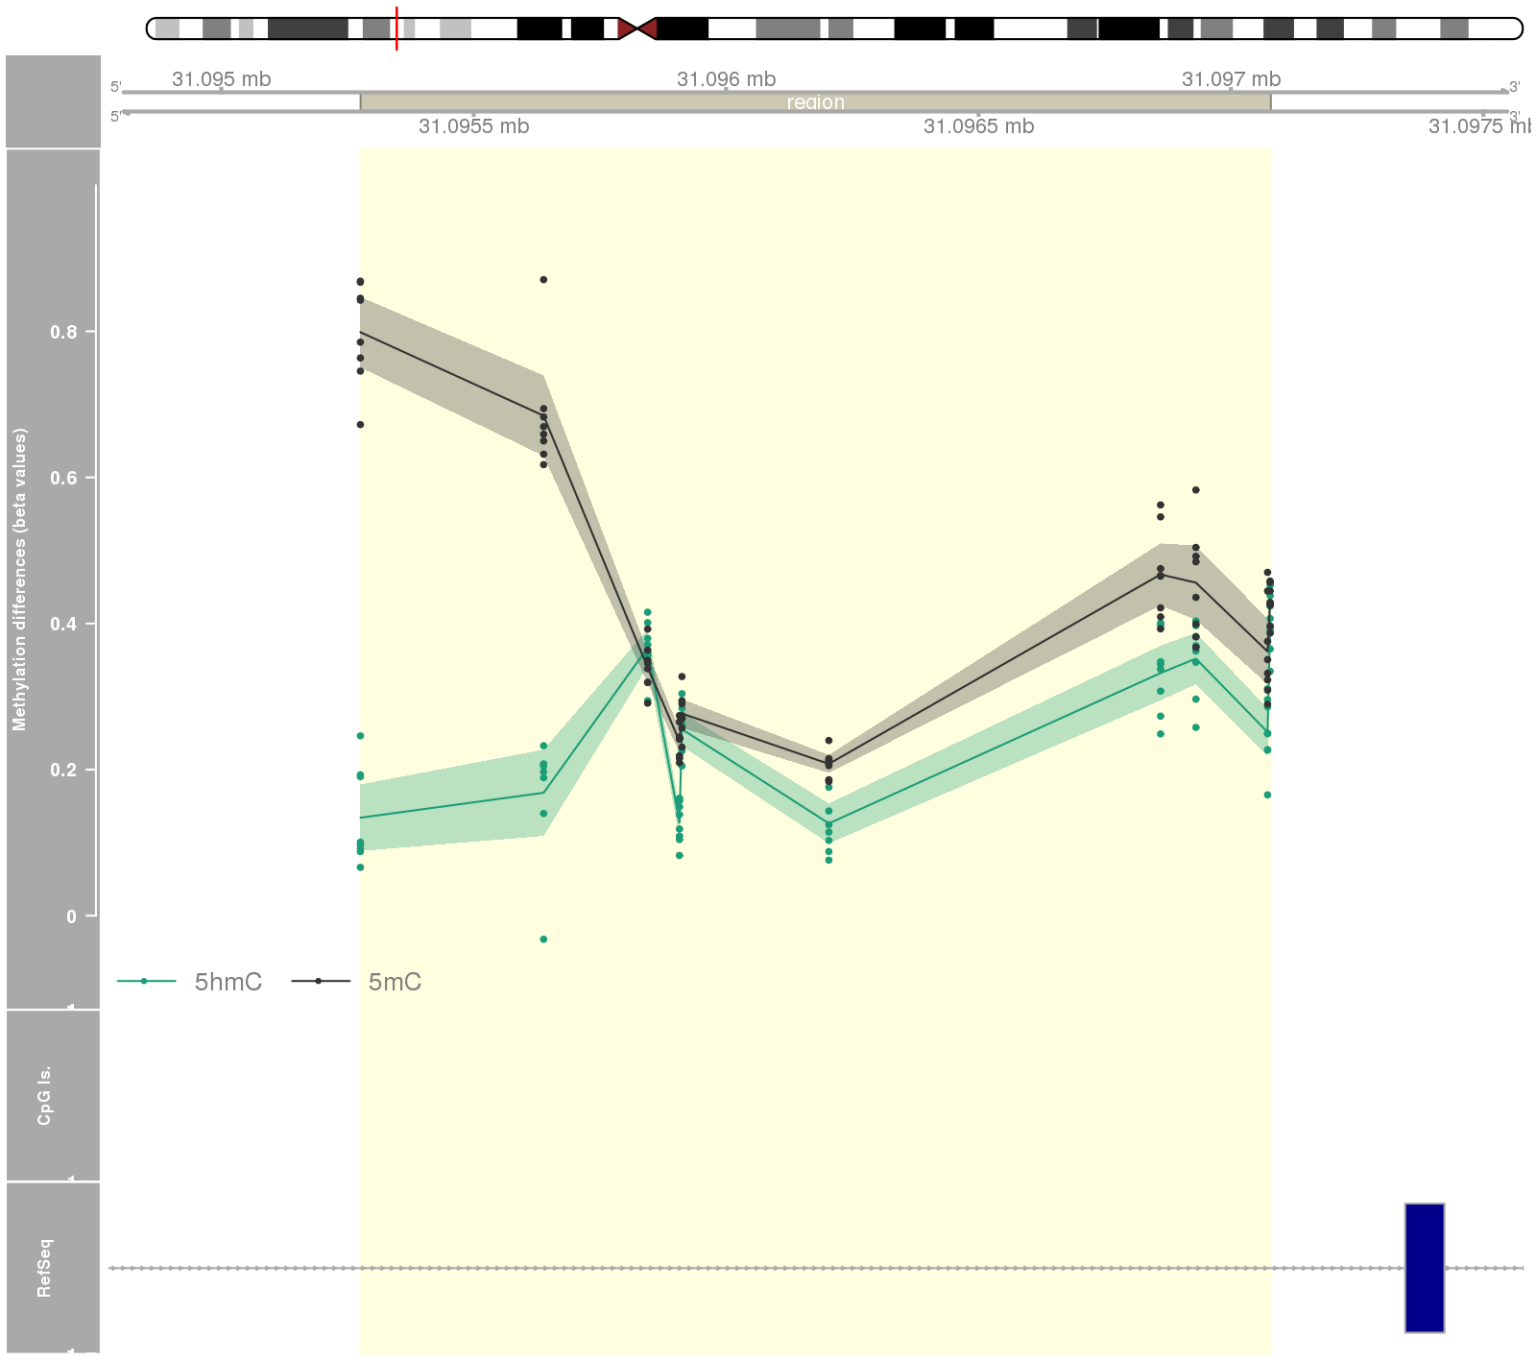 31.095 mb
31.096 mb
31.097 mb
5'
3'
region
5'
3'
31.0955 mb
31.0965 mb
31.0975 mb
Methylation differences (beta values)
0.8
0.6
0.4
0.2
0
5hmC
5mC
CpG Is.
RefSeq